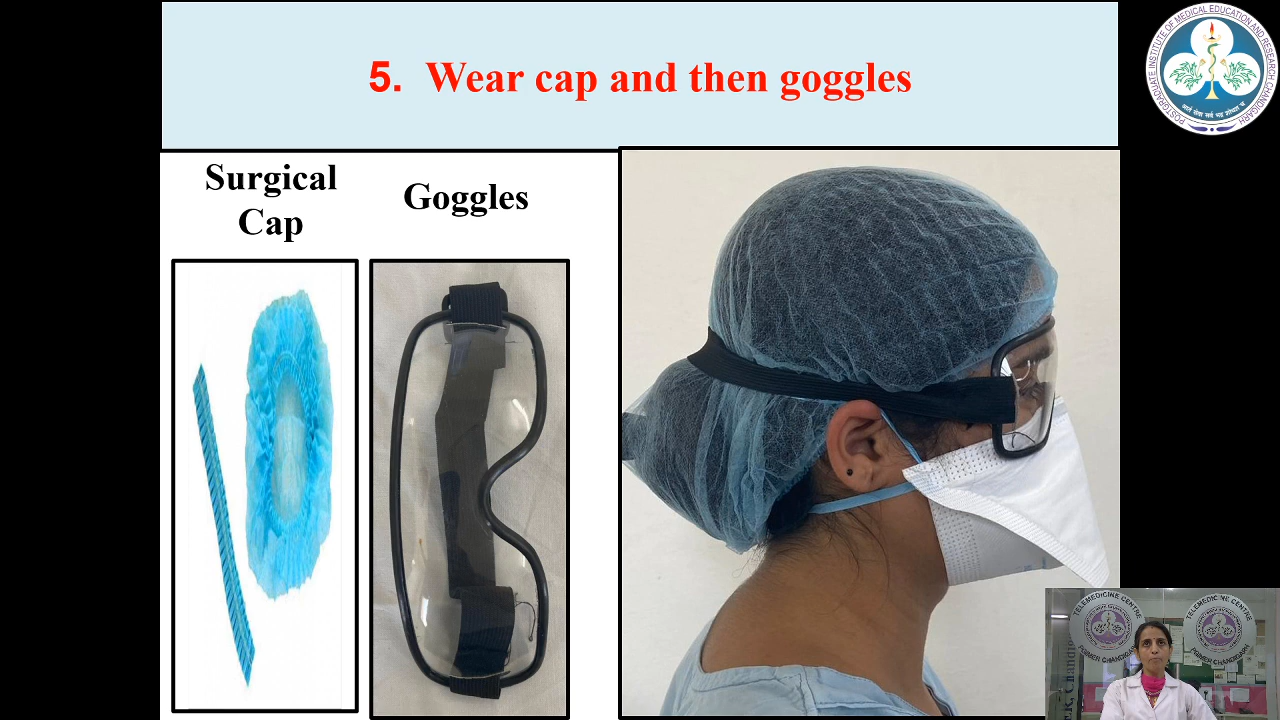 5. Wear cap and then goggles
POSTGRADUATE INSTITUTE OF MEDICAL EDUCATION AND RESEARCH, CHANDIGARH
Surgical
Cap
Goggles
TELEMEDICINE CENTRE
PGIMER CHANDIGARH
TELEMEDICINE CENTRE
PGIMER CHANDIGARH